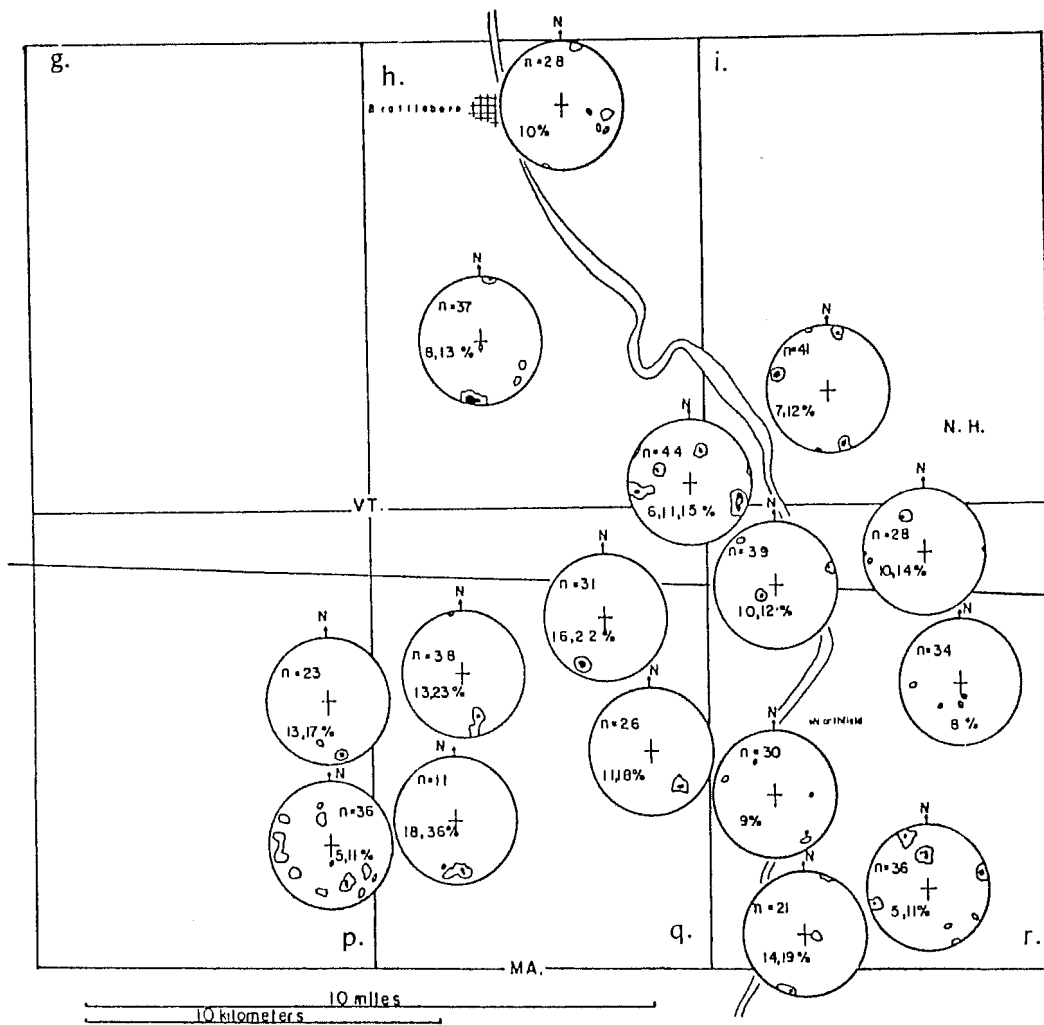 g.
h.
i.
N
n=28
10%
Brattleboro
N
n=37
8,13%
N
n=41
7,12%
N.H.
N
n=44
6,11,15%
VT.
N
n=28
10,14%
N
n=39
10,12%
N
n=31
16,22%
N
n=34
8%
N
n=38
13,23%
N
n=23
13,17%
N
n=26
11,18%
Northfield
N
n=30
9%
N
n=11
18,36%
N
n=36
5,11%
N
n=36
5,11%
N
n=21
14,19%
p.
q.
r.
MA.
10 miles
10 kilometers